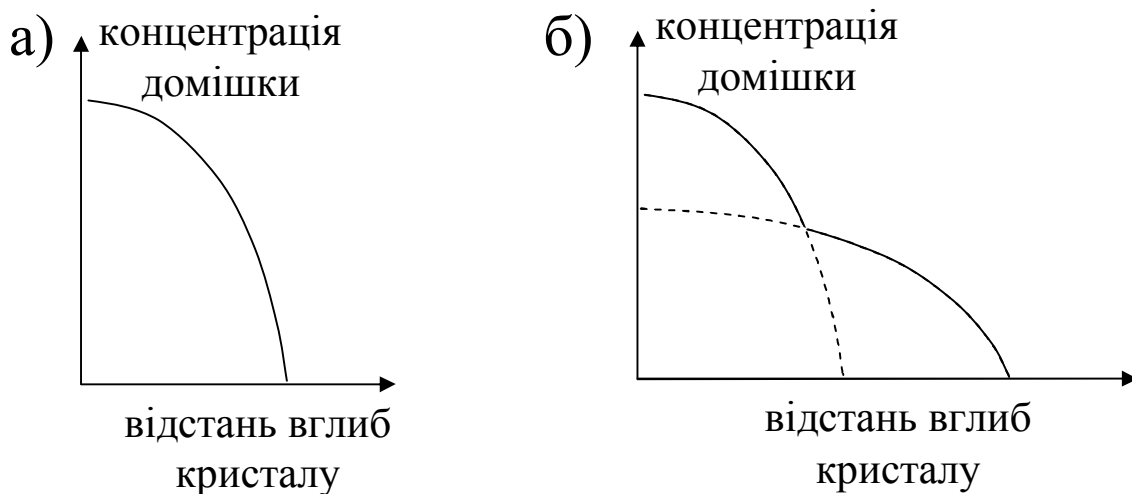 а)
концентрація
домішки
відстань вглиб
кристалу
б)
концентрація
домішки
відстань вглиб
кристалу